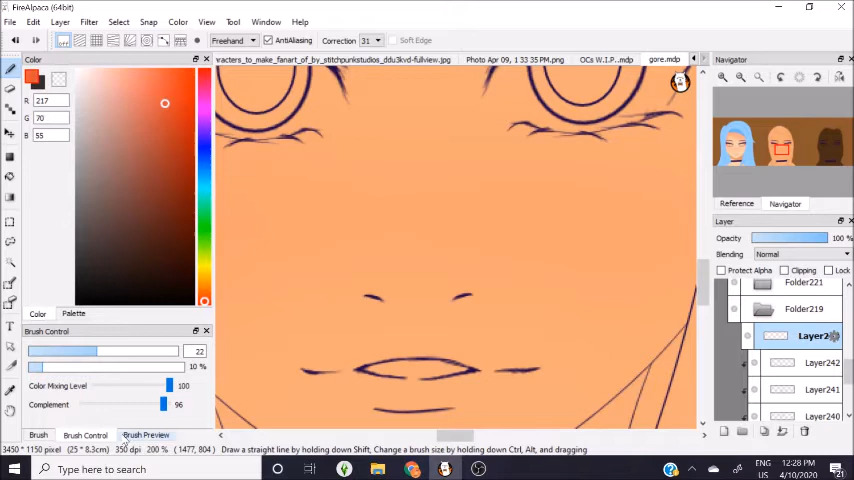 FireAlpaca (64bit)
File Edit Layer Filter Select Snap Color View Tool Window Help
off Freehand AntiAliasing Correction 31 Soft Edge
Color
racters_to_make_fanart_of_by_stitchpunkstudios_ddu3kvd-fullview.jpg Photo Apr 09, 1 33 35 PM.png OCs W.I.P..mdp gore.mdp
Navigator
R 217
G 70
B 55
Reference Navigator
Layer
Opacity 100 %
Blending Normal
Protect Alpha Clipping Lock
Folder221
Folder219
Layer2
Layer242
Layer241
Layer240
Color Palette
Brush Control
22
10 %
Color Mixing Level 100
Complement 96
Brush Brush Control Brush Preview
3450 * 1150 pixel (25 * 8.3cm) 350 dpi 200 % (1477, 804) Draw a straight line by holding down Shift, Change a brush size by holding down Ctrl, Alt, and dragging
Type here to search
ENG
US
12:28 PM
4/10/2020
21